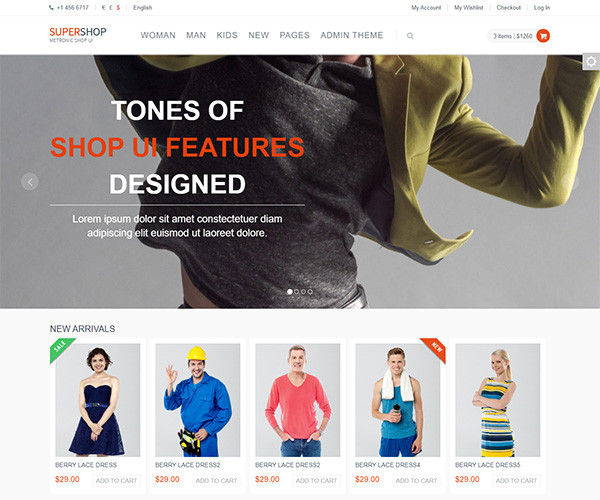 +1 456 6717 € £ $ English My Account My Wishlist Checkout Log In
SUPERSHOP
METRONIC SHOP UI
WOMAN MAN KIDS NEW PAGES ADMIN THEME
3 items $1260
TONES OF
SHOP UI FEATURES
DESIGNED
Lorem ipsum dolor sit amet constectetuer diam
adipiscing elit euismod ut laoreet dolore.
NEW ARRIVALS
SALE
NEW
BERRY LACE DRESS BERRY LACE DRESS2 BERRY LACE DRESS2 BERRY LACE DRESS4 BERRY LACE DRESS5
$29.00 ADD TO CART $29.00 ADD TO CART $29.00 ADD TO CART $29.00 ADD TO CART $29.00 ADD TO CART